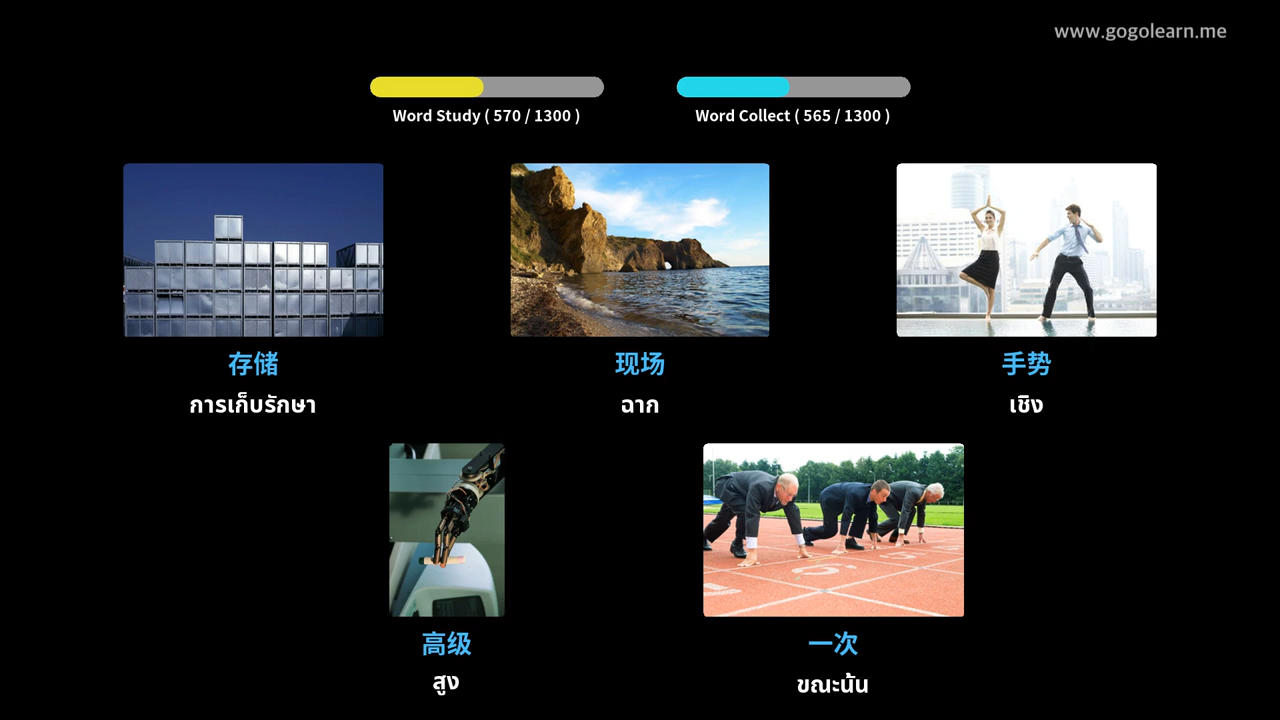 www.gogolearn.me
Word Study ( 570 / 1300 )
Word Collect ( 565 / 1300 )
存储
การเก็บรักษา
现场
ฉาก
手势
เชิง
高级
สูง
一次
ขณะนั้น